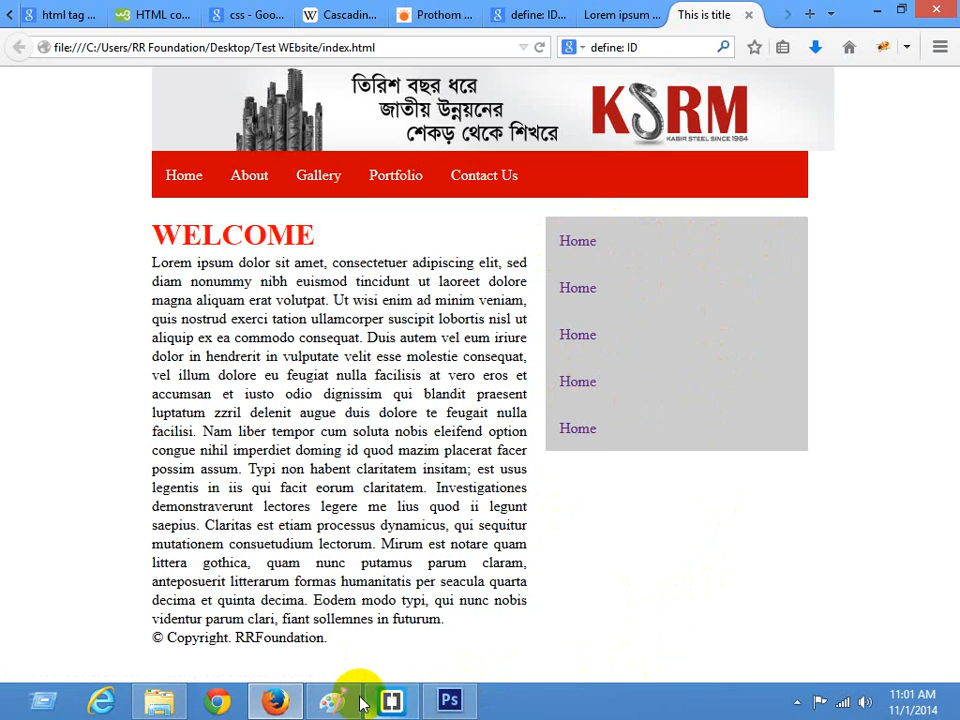 html tag ...
HTML co...
css - Goo...
Cascadin...
Prothom ...
define: ID...
Lorem ipsum ...
This is title
file:///C:/Users/RR Foundation/Desktop/Test WEbsite/index.html
define: ID
তিরিশ বছর ধরে
জাতীয় উন্নয়নের
শেকড় থেকে শিখরে
KSRM
KABIR STEEL SINCE 1984
Home About Gallery Portfolio Contact Us
WELCOME
Lorem ipsum dolor sit amet, consectetuer adipiscing elit, sed
diam nonummy nibh euismod tincidunt ut laoreet dolore
magna aliquam erat volutpat. Ut wisi enim ad minim veniam,
quis nostrud exerci tation ullamcorper suscipit lobortis nisl ut
aliquip ex ea commodo consequat. Duis autem vel eum iriure
dolor in hendrerit in vulputate velit esse molestie consequat,
vel illum dolore eu feugiat nulla facilisis at vero eros et
accumsan et iusto odio dignissim qui blandit praesent
luptatum zzril delenit augue duis dolore te feugait nulla
facilisi. Nam liber tempor cum soluta nobis eleifend option
congue nihil imperdiet doming id quod mazim placerat facer
possim assum. Typi non habent claritatem insitam; est usus
legentis in iis qui facit eorum claritatem. Investigationes
demonstraverunt lectores legere me lius quod ii legunt
saepius. Claritas est etiam processus dynamicus, qui sequitur
mutationem consuetudium lectorum. Mirum est notare quam
littera gothica, quam nunc putamus parum claram,
anteposuerit litterarum formas humanitatis per seacula quarta
decima et quinta decima. Eodem modo typi, qui nunc nobis
videntur parum clari, fiant sollemnes in futurum.
© Copyright. RRFoundation.
Home
Home
Home
Home
Home
Ps
11:01 AM
11/1/2014